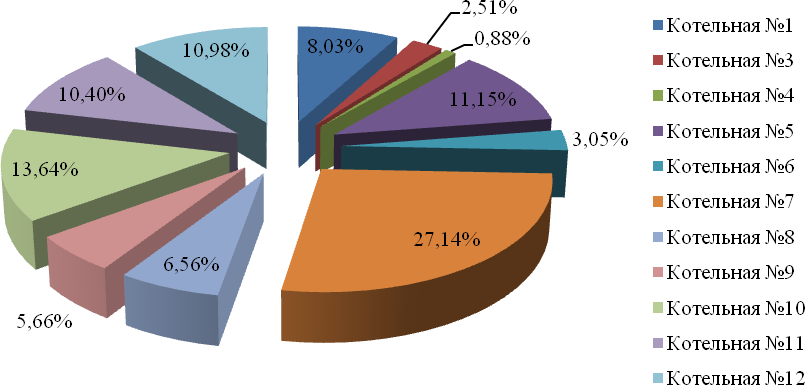 2,51%
Котельная №1
8,03%
0,88%
10,98%
Котельная №3
Котельная №4
10,40%
11,15%
Котельная №5
3,05%
Котельная №6
13,64%
Котельная №7
27,14%
Котельная №8
6,56%
Котельная №9
5,66%
Котельная №10
Котельная №11
Котельная №12